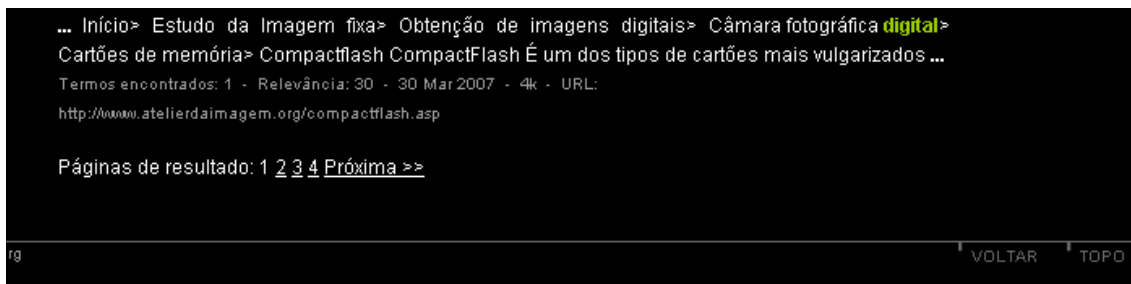 ... Início> Estudo da Imagem fixa> Obtenção de imagens digitais> Câmara fotográfica digital>
Cartões de memória> Compactflash CompactFlash É um dos tipos de cartões mais vulgarizados ...
Termos encontrados: 1 - Relevância: 30 - 30 Mar 2007 - 4k - URL:
http://www.atelierdaimagem.org/compactflash.asp
Páginas de resultado: 1 2 3 4 Próxima >>
rg
VOLTAR TOPO